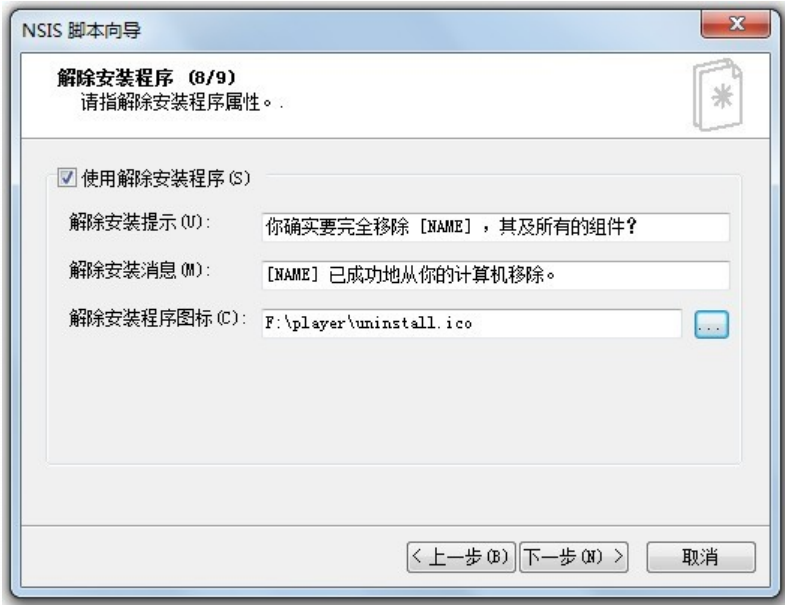 NSIS 脚本向导
解除安装程序 (8/9)
请指解除安装程序属性。.
使用解除安装程序(S)
解除安装提示(U): 你确实要完全移除 [NAME] ，其及所有的组件？
解除安装消息(M): [NAME] 已成功地从你的计算机移除。
解除安装程序图标(C): F:\player\uninstall.ico ...
< 上一步(B) 下一步(N) > 取消